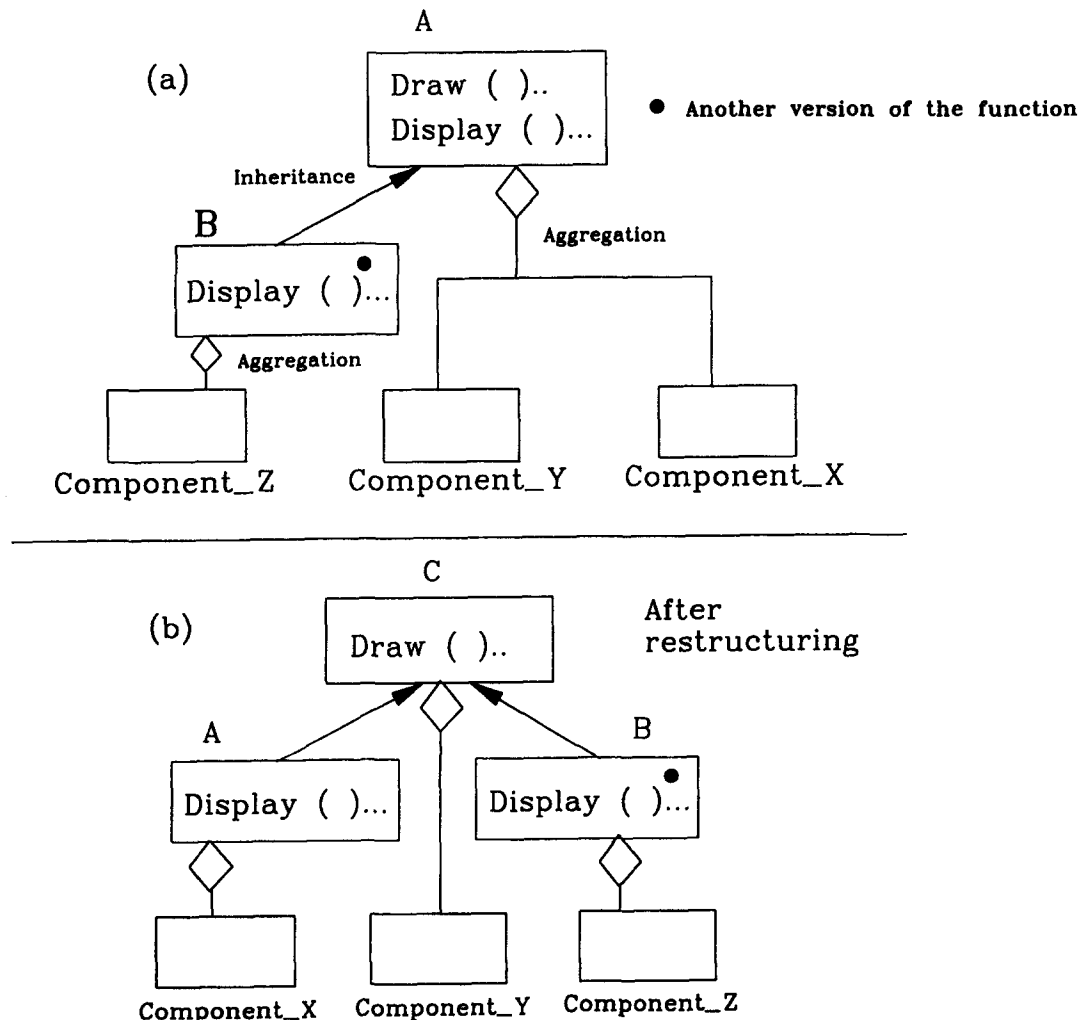 A
(a)
Draw ( )..
Display ( )...
● Another version of the function
Inheritance
B
Aggregation
Display ( )...
Aggregation
Component_Z
Component_Y
Component_X
C
(b)
Draw ( )..
After
restructuring
A
B
Display ( )...
Display ( )...
Component_X
Component_Y
Component_Z